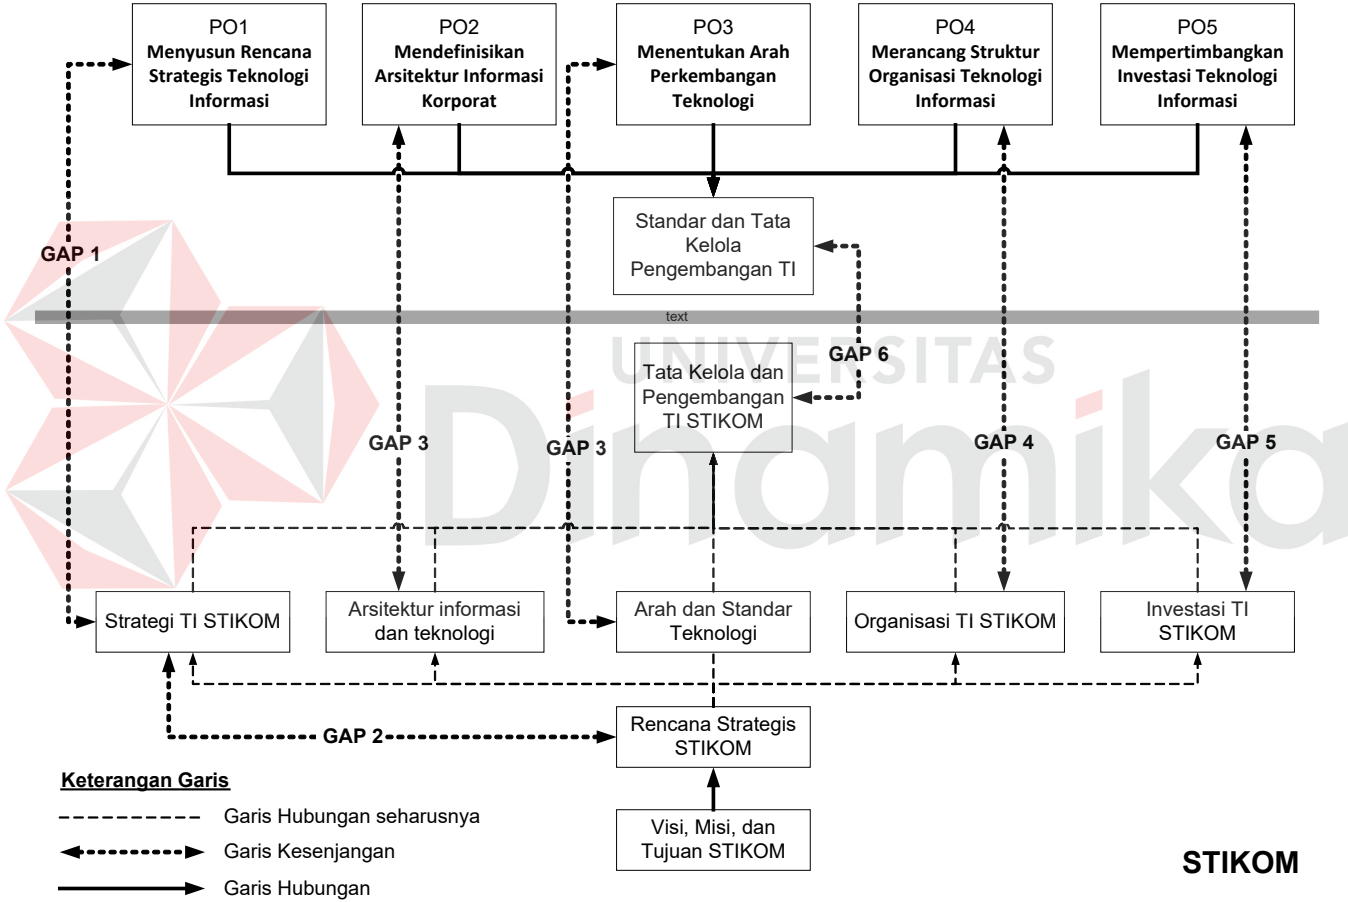 PO1
Menyusun Rencana
Strategis Teknologi
Informasi
PO2
Mendefinisikan
Arsitektur Informasi
Korporat
PO3
Menentukan Arah
Perkembangan
Teknologi
PO4
Merancang Struktur
Organisasi Teknologi
Informasi
PO5
Mempertimbangkan
Investasi Teknologi
Informasi
Standar dan Tata
Kelola
Pengembangan TI
GAP 1
text
UNIVERSITAS
Dinamika
Tata Kelola dan
Pengembangan
TI STIKOM
GAP 6
GAP 3
GAP 3
GAP 4
GAP 5
Strategi TI STIKOM
Arsitektur informasi
dan teknologi
Arah dan Standar
Teknologi
Organisasi TI STIKOM
Investasi TI
STIKOM
GAP 2
Rencana Strategis
STIKOM
Visi, Misi, dan
Tujuan STIKOM
Keterangan Garis
Garis Hubungan seharusnya
Garis Kesenjangan
Garis Hubungan
STIKOM